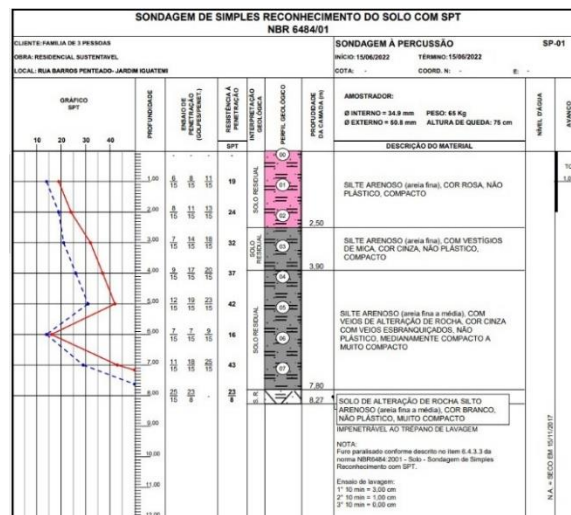 SONDAGEM DE SIMPLES RECONHECIMENTO DO SOLO COM SPT
NBR 6484/01
CLIENTE: FAMILIA DE 3 PESSOAS
OBRA: RESIDENCIAL SUSTENTAVEL
LOCAL: RUA BARROS PENTEADO- JARDIM IGUATEMI
SONDAGEM À PERCUSSÃO SP-01
INÍCIO: 15/06/2022 TÉRMINO: 15/06/2022
COTA: - COORD. N: - E: -
GRÁFICO
SPT
10 20 30 40
PROFUNDIDADE
ENSAIO DE
PENETRAÇÃO
(GOLPES/PENET.)
RESISTÊNCIA À
PENETRAÇÃO
SPT
INTERPRETAÇÃO
GEOLÓGICA
PERFIL GEOLÓGICO
PROFUDIDADE
DA CAMADA (m)
AMOSTRADOR:
Ø INTERNO = 34.9 mm PESO: 65 Kg
Ø EXTERNO = 50.8 mm ALTURA DE QUEDA: 75 cm
NÍVEL D'ÁGUA
AVANÇO
DESCRIÇÃO DO MATERIAL
- - 00
1,00 6/15 8/15 11/15 19 01
2,00 8/15 11/15 13/15 24 02
3,00 7/15 14/15 18/15 32 03
4,00 9/15 17/15 20/15 37 04
5,00 12/15 19/15 23/15 42 05
6,00 7/15 7/15 9/15 16 06
7,00 11/15 18/15 25/15 43 07
8,00 25/15 23/8 - 23/8
9,00
10,00
11,00
12,00
SOLO RESIDUAL
SOLO RESIDUAL
SOLO RESIDUAL
S. R.
2,50
3,90
7,80
8,27
SILTE ARENOSO (areia fina), COR ROSA, NÃO
PLÁSTICO, COMPACTO
SILTE ARENOSO (areia fina), COM VESTÍGIOS
DE MICA, COR CINZA, NÃO PLÁSTICO,
COMPACTO
SILTE ARENOSO (areia fina a média), COM
VEIOS DE ALTERAÇÃO DE ROCHA, COR CINZA
COM VEIOS ESBRANQUIÇADOS, NÃO
PLÁSTICO, MEDIANAMENTE COMPACTO A
MUITO COMPACTO
SOLO DE ALTERAÇÃO DE ROCHA SILTO
ARENOSO (areia fina a média), COR BRANCO,
NÃO PLÁSTICO, MUITO COMPACTO
IMPENETRÁVEL AO TRÉPANO DE LAVAGEM
NOTA:
Furo paralisado conforme descrito no item 6.4.3.3 da
norma NBR6484:2001 - Solo - Sondagem de Simples
Reconhecimento com SPT.
Ensaio de lavagem:
1° 10 min = 3,00 cm
2° 10 min = 1,00 cm
3° 10 min = 0,00 cm
N.A. = SECO EM 15/11/2017